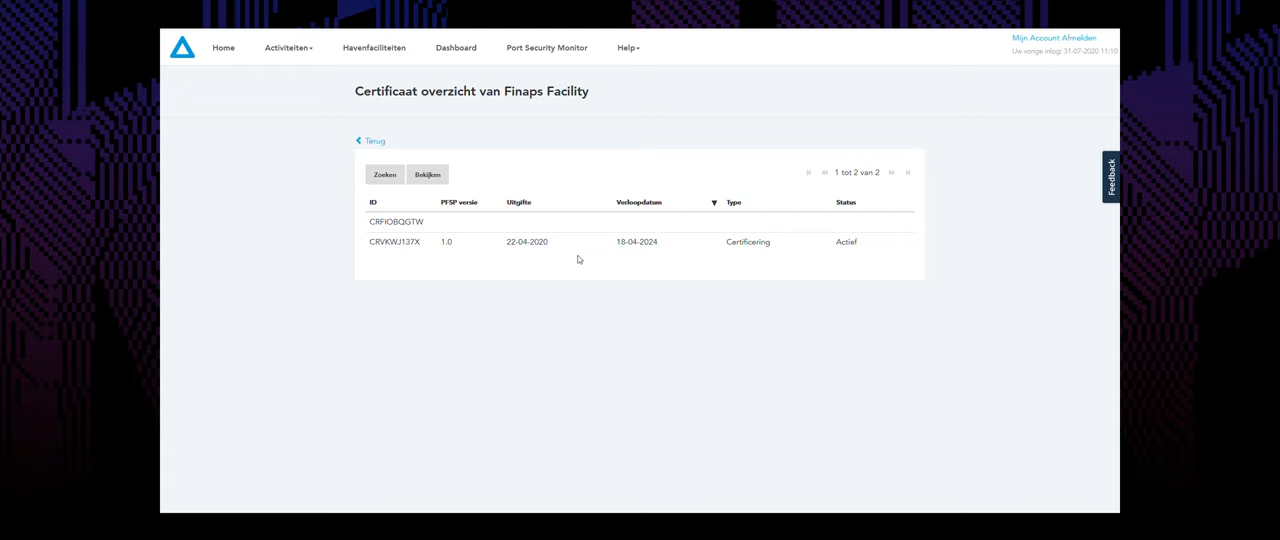 Home Activiteiten Havenfaciliteiten Dashboard Port Security Monitor Help
Mijn Account Afmelden
Uw vorige inlog: 31-07-2020 11:10
Certificaat overzicht van Finaps Facility
Terug
Zoeken Bekijken 1 tot 2 van 2
ID PFSP versie Uitgifte Verloopdatum Type Status
CRFIOBQGTW
CRVKWJ137X 1.0 22-04-2020 18-04-2024 Certificering Actief
Feedback